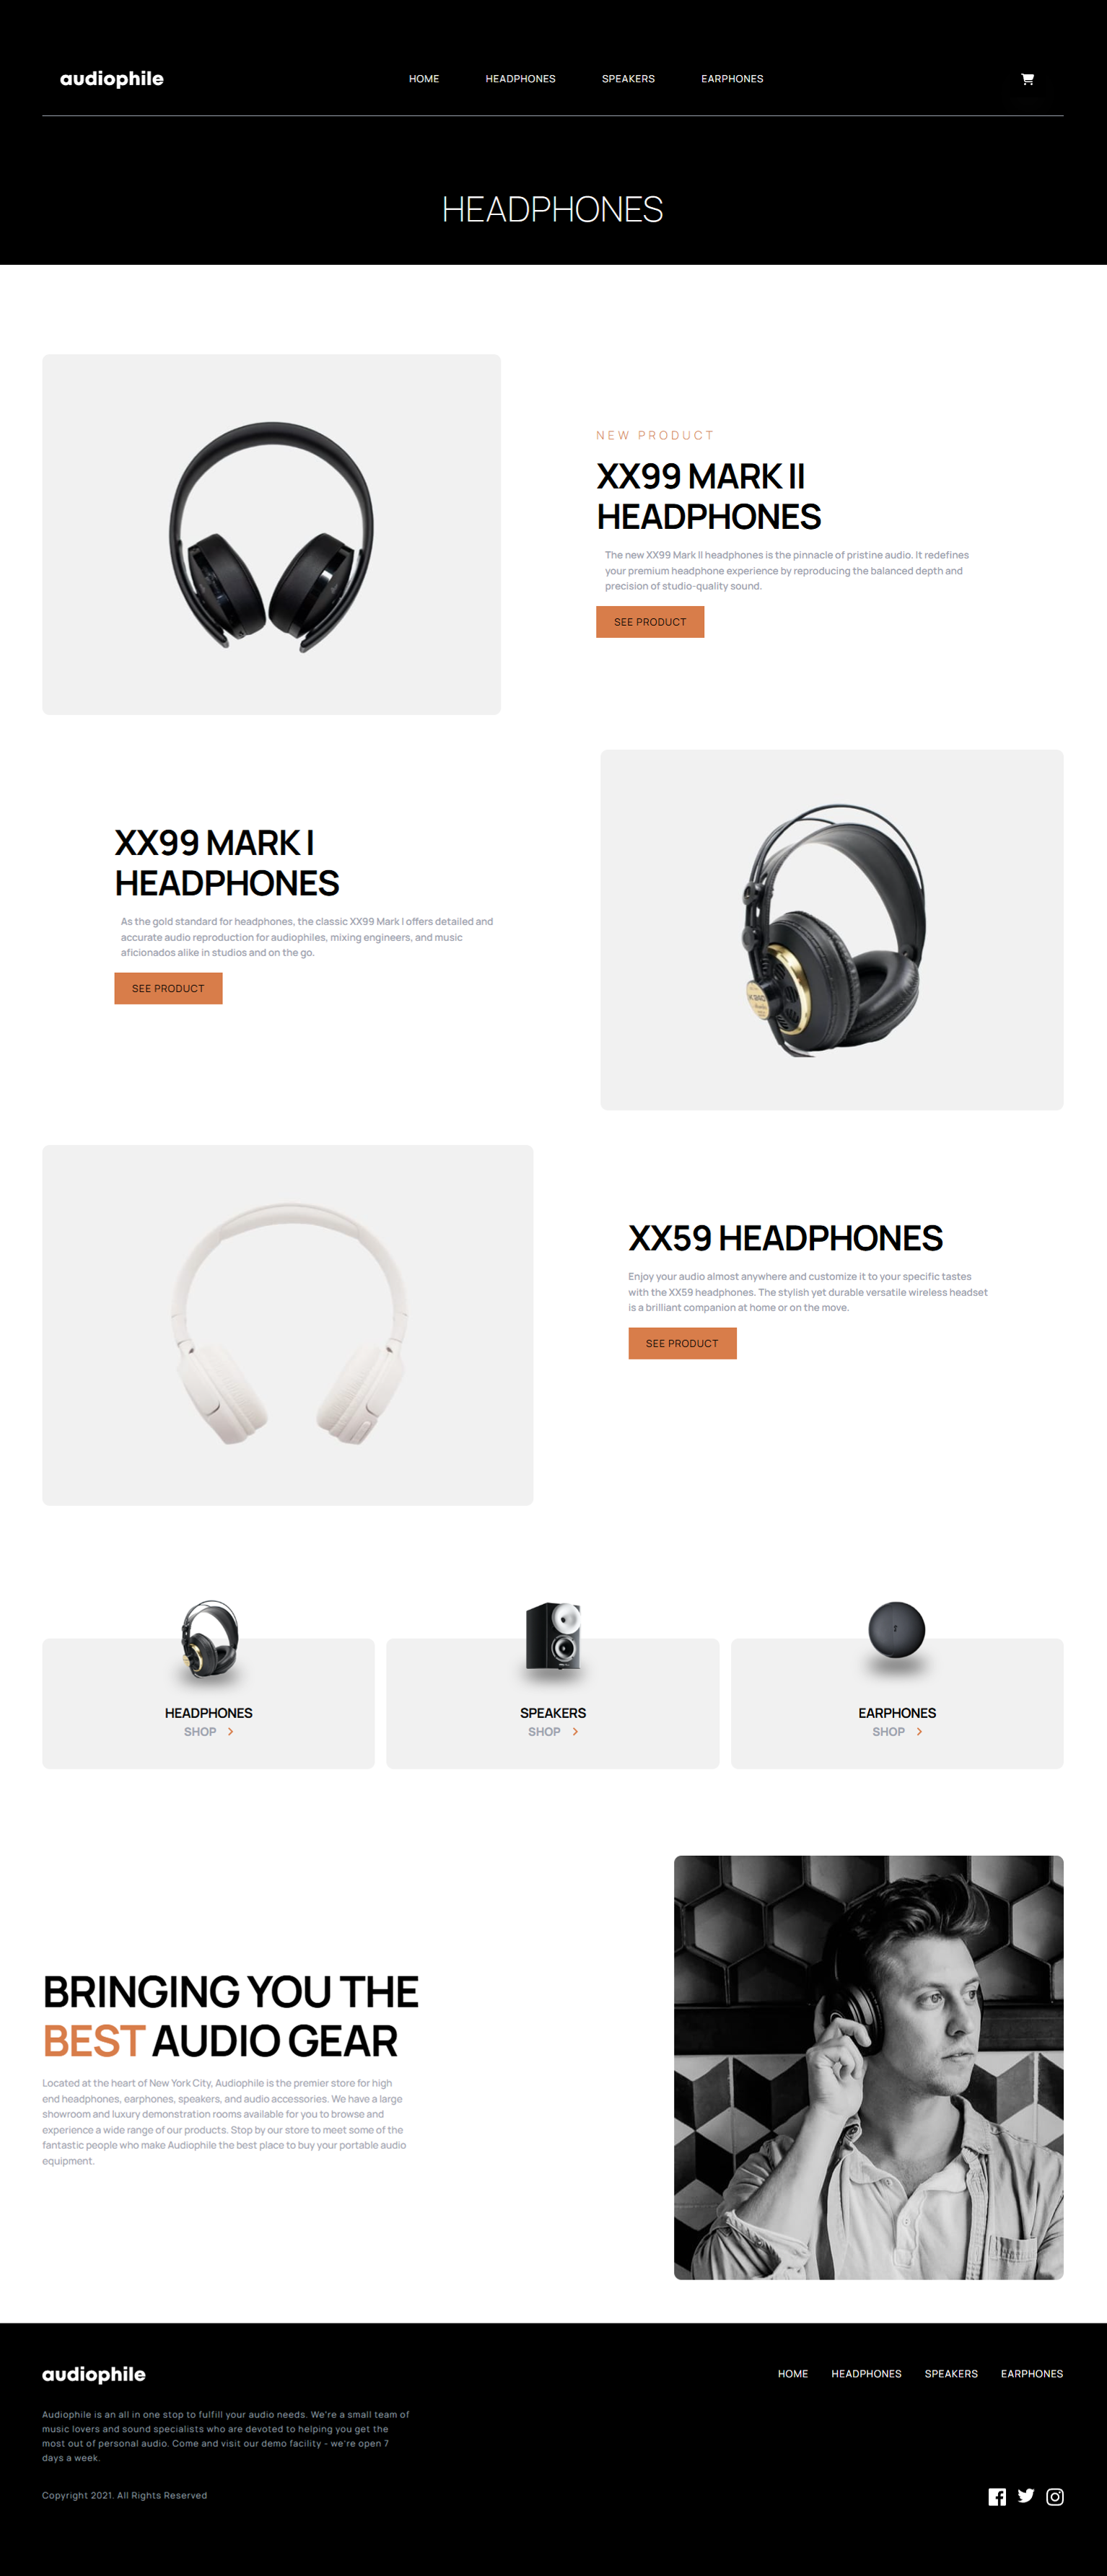 audiophile
HOME HEADPHONES SPEAKERS EARPHONES
HEADPHONES
NEW PRODUCT
XX99 MARK II
HEADPHONES
The new XX99 Mark II headphones is the pinnacle of pristine audio. It redefines
your premium headphone experience by reproducing the balanced depth and
precision of studio-quality sound.
SEE PRODUCT
XX99 MARK I
HEADPHONES
As the gold standard for headphones, the classic XX99 Mark I offers detailed and
accurate audio reproduction for audiophiles, mixing engineers, and music
aficionados alike in studios and on the go.
SEE PRODUCT
XX59 HEADPHONES
Enjoy your audio almost anywhere and customize it to your specific tastes
with the XX59 headphones. The stylish yet durable versatile wireless headset
is a brilliant companion at home or on the move.
SEE PRODUCT
HEADPHONES
SHOP
SPEAKERS
SHOP
EARPHONES
SHOP
BRINGING YOU THE
BEST AUDIO GEAR
Located at the heart of New York City, Audiophile is the premier store for high
end headphones, earphones, speakers, and audio accessories. We have a large
showroom and luxury demonstration rooms available for you to browse and
experience a wide range of our products. Stop by our store to meet some of the
fantastic people who make Audiophile the best place to buy your portable audio
equipment.
audiophile
HOME HEADPHONES SPEAKERS EARPHONES
Audiophile is an all in one stop to fulfill your audio needs. We're a small team of
music lovers and sound specialists who are devoted to helping you get the
most out of personal audio. Come and visit our demo facility - we're open 7
days a week.
Copyright 2021. All Rights Reserved